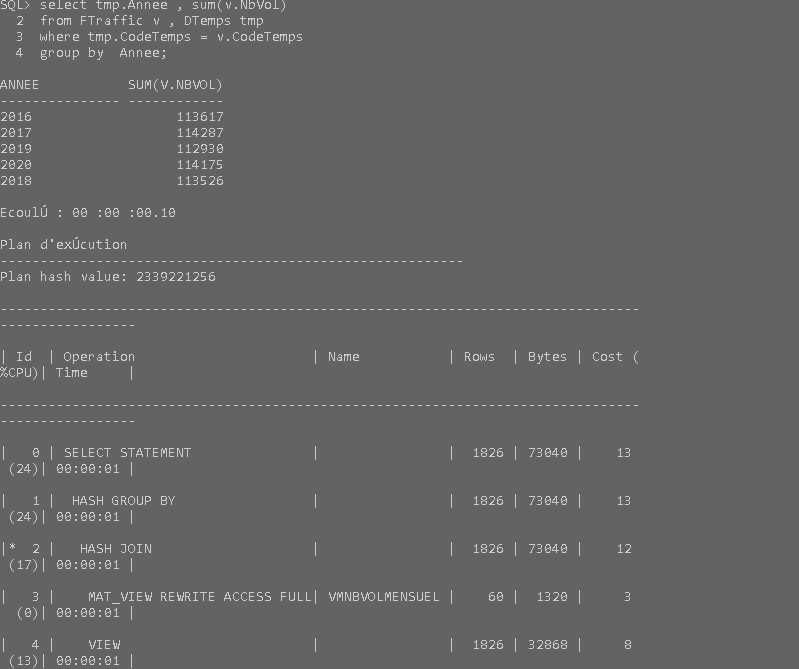 SQL> select tmp.Annee , sum(v.NbVol)
  2  from FTraffic v , DTemps tmp
  3  where tmp.CodeTemps = v.CodeTemps
  4  group by  Annee;
ANNEE           SUM(V.NBVOL)
--------------- ------------
2016                  113617
2017                  114287
2019                  112930
2020                  114175
2018                  113526
EcoulÚ : 00 :00 :00.10
Plan d'exÚcution
----------------------------------------------------------
Plan hash value: 2339221256
--------------------------------------------------------------------------------
-----------------
| Id  | Operation                      | Name           | Rows  | Bytes | Cost (
%CPU)| Time     |
--------------------------------------------------------------------------------
-----------------
|   0 | SELECT STATEMENT               |                |  1826 | 73040 |    13
 (24)| 00:00:01 |
|   1 |  HASH GROUP BY                 |                |  1826 | 73040 |    13
 (24)| 00:00:01 |
|*  2 |   HASH JOIN                    |                |  1826 | 73040 |    12
 (17)| 00:00:01 |
|   3 |    MAT_VIEW REWRITE ACCESS FULL| VMNBVOLMENSUEL |    60 |  1320 |     3
  (0)| 00:00:01 |
|   4 |    VIEW                        |                |  1826 | 32868 |     8
 (13)| 00:00:01 |